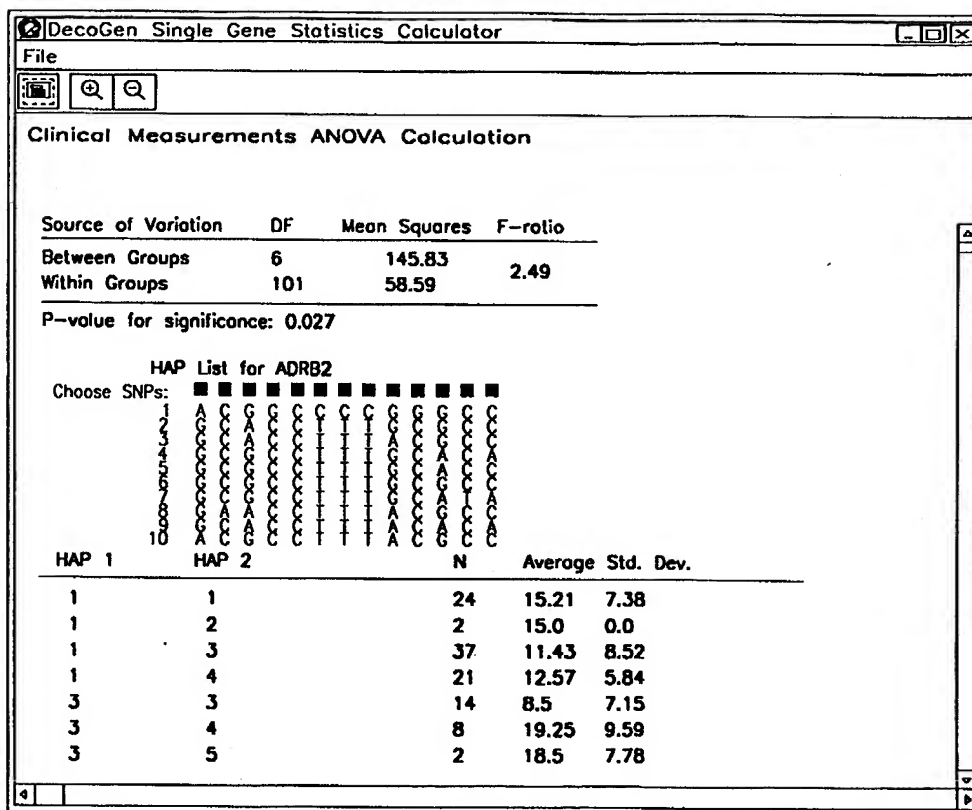 DecoGen Single Gene Statistics Calculator
File
Clinical Measurements ANOVA Calculation
Source of Variation DF Mean Squares F-ratio
Between Groups 6 145.83
2.49
Within Groups 101 58.59
P-value for significance: 0.027
HAP List for ADRB2
Choose SNPs:
1 A C G G C C C C G G G C C
2 G C A C C T T T G C G C C
3 G C A C C T T T A C G C C
4 G C G C C T T T G C A C A
5 G C G C C T T T G C A C C
6 G C G C C T T T G C G C C
7 G C G C C T T T G C A T A
8 G A A C C T T T A C G C C
9 G C A C C T T T A C A C A
10 A C G C C T T T A C G C C
HAP 1 HAP 2 N Average Std. Dev.
1 1 24 15.21 7.38
1 2 2 15.0 0.0
1 3 37 11.43 8.52
1 4 21 12.57 5.84
3 3 14 8.5 7.15
3 4 8 19.25 9.59
3 5 2 18.5 7.78